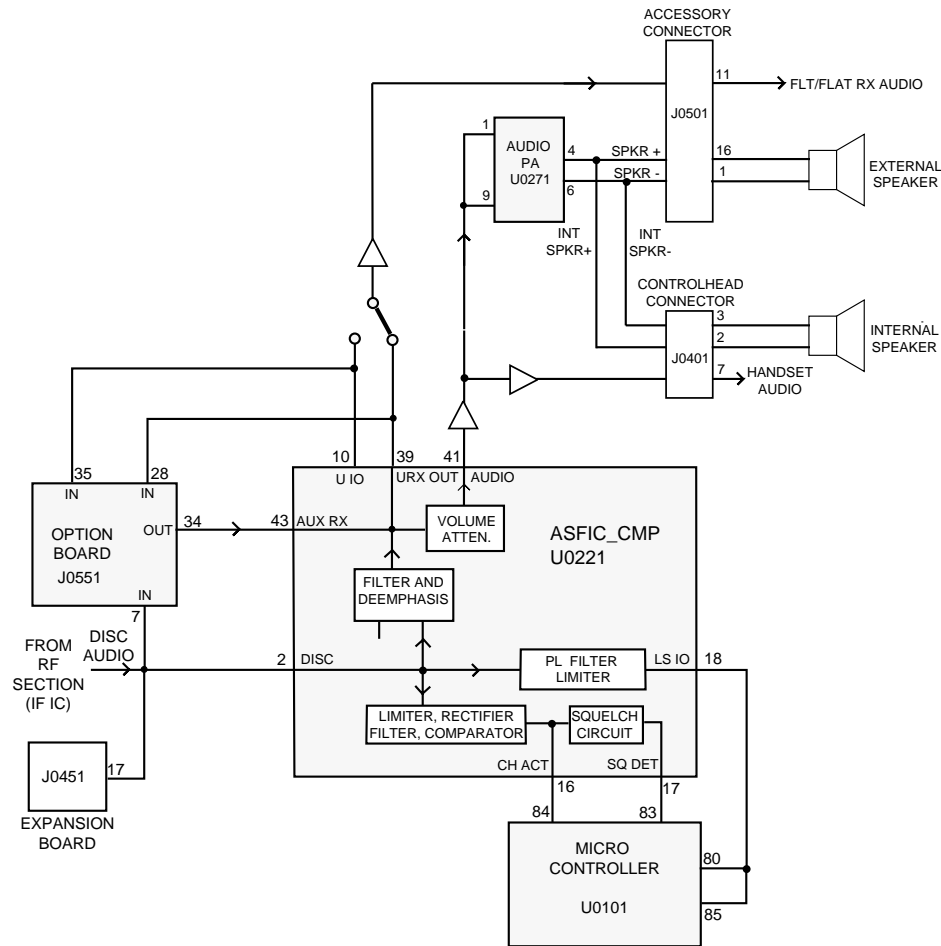 ACCESSORY
CONNECTOR
11
FLT/FLAT RX AUDIO
J0501
1
AUDIO
PA
U0271
4
SPKR +
16
EXTERNAL
SPEAKER
9
6
SPKR -
1
INT
SPKR+
INT
SPKR-
CONTROLHEAD
CONNECTOR
3
INTERNAL
SPEAKER
2
J0401
7
HANDSET
AUDIO
35
28
10
39
41
IN
IN
U IO
URX OUT
AUDIO
OPTION
BOARD
J0551
OUT
34
43
AUX RX
VOLUME
ATTEN.
ASFIC_CMP
U0221
IN
FILTER AND
DEEMPHASIS
7
FROM
RF
SECTION
(IF IC)
DISC
AUDIO
2
DISC
PL FILTER
LIMITER
LS IO
18
LIMITER, RECTIFIER
FILTER, COMPARATOR
SQUELCH
CIRCUIT
J0451
17
CH ACT
SQ DET
16
17
EXPANSION
BOARD
84
83
MICRO
CONTROLLER
80
U0101
85